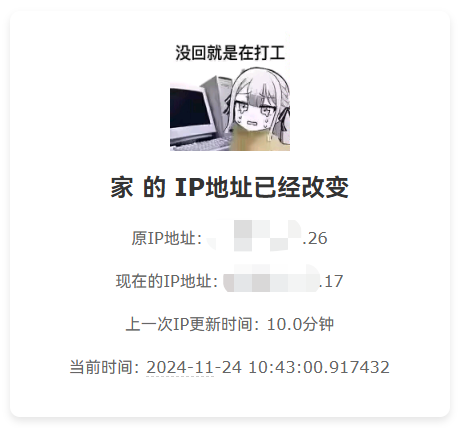 没回就是在打工
家 的 IP地址已经改变
原IP地址: .26
现在的IP地址: .17
上一次IP更新时间: 10.0分钟
当前时间: 2024-11-24 10:43:00.917432